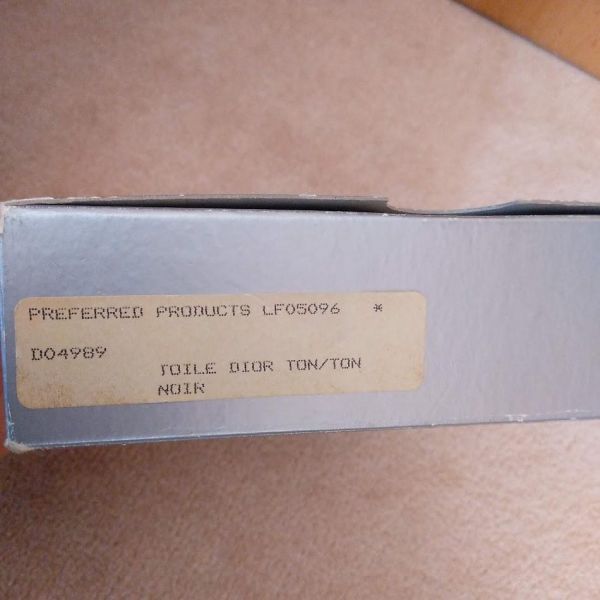 PREFERRED PRODUCTS LF05096 *
D04989
TOILE DIOR TON/TON
NOIR